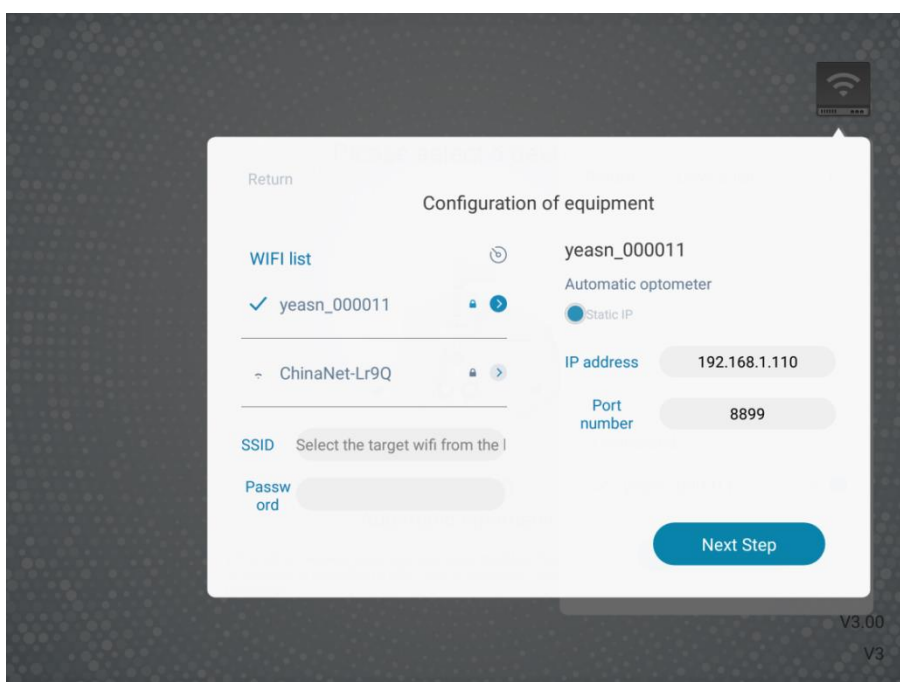 Return
Configuration of equipment
WIFI list
yeasn_000011
ChinaNet-Lr9Q
SSID Select the target wifi from the l
Passw
ord
yeasn_000011
Automatic optometer
Static IP
IP address 192.168.1.110
Port
number 8899
Next Step
V3.00
V3